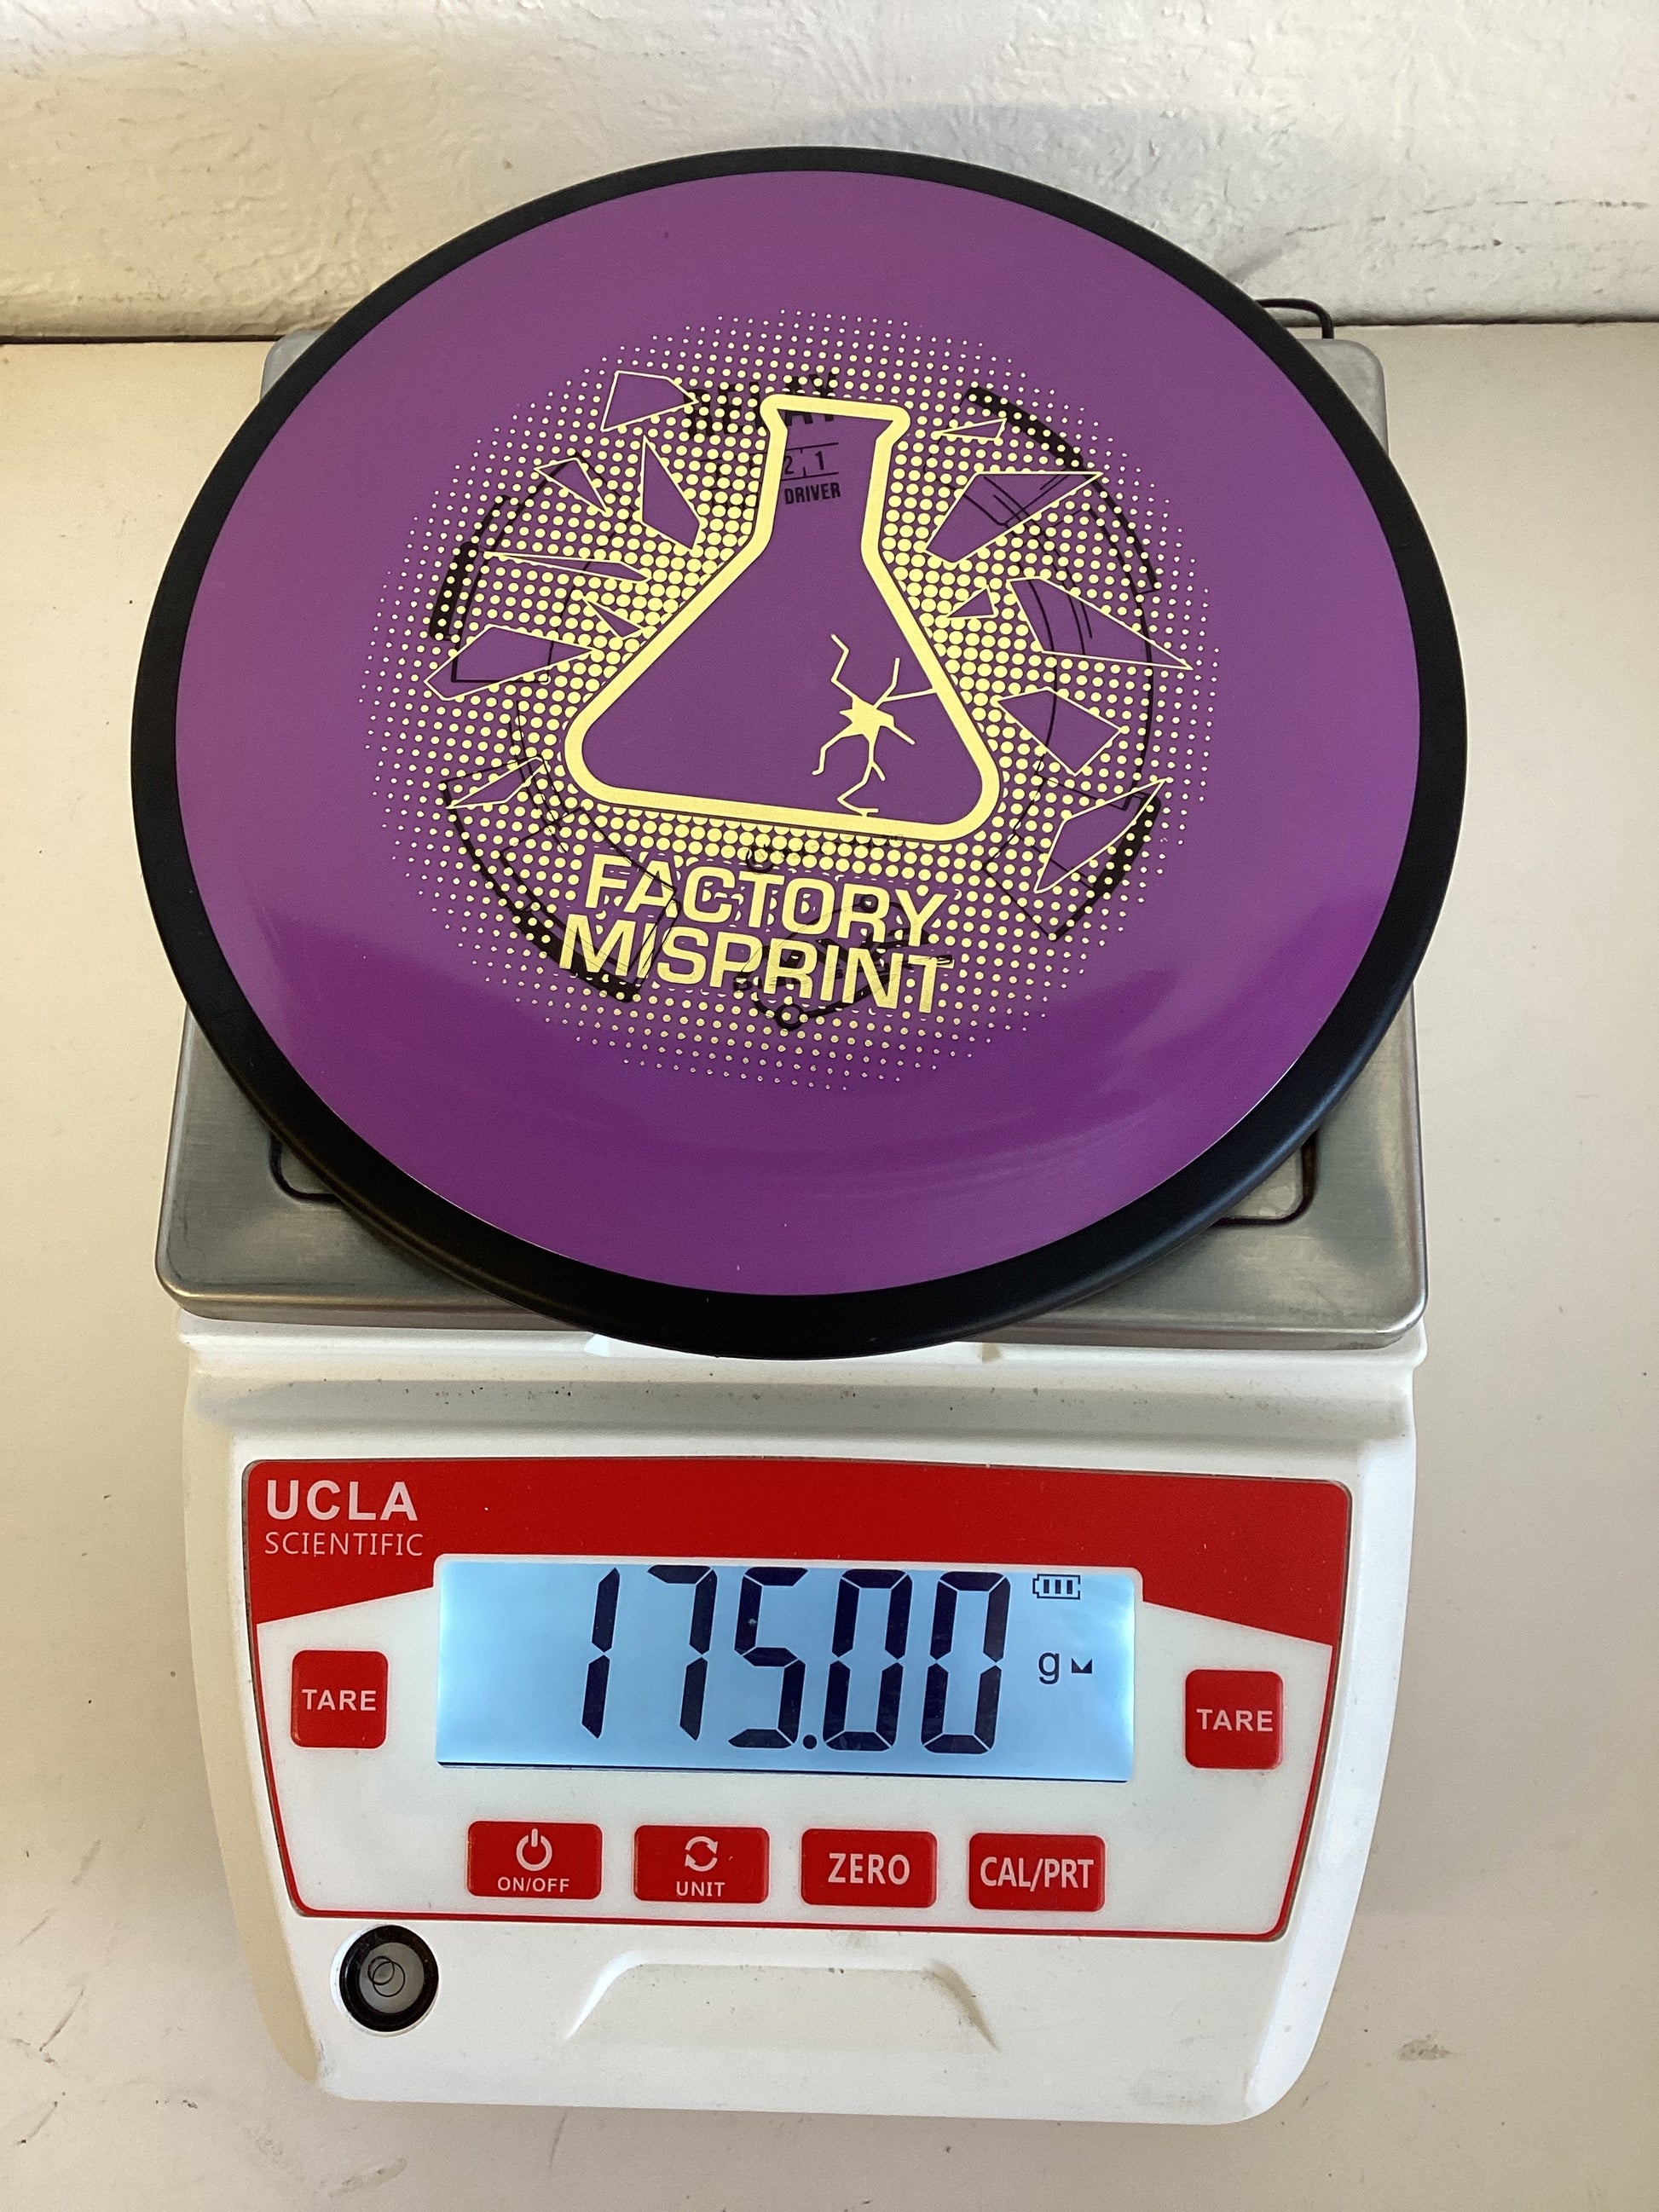 2 1
DRIVER
FACTORY
MISPRINT
UCLA
SCIENTIFIC
175.00
g
TARE
TARE
ON/OFF
UNIT
ZERO
CAL/PRT